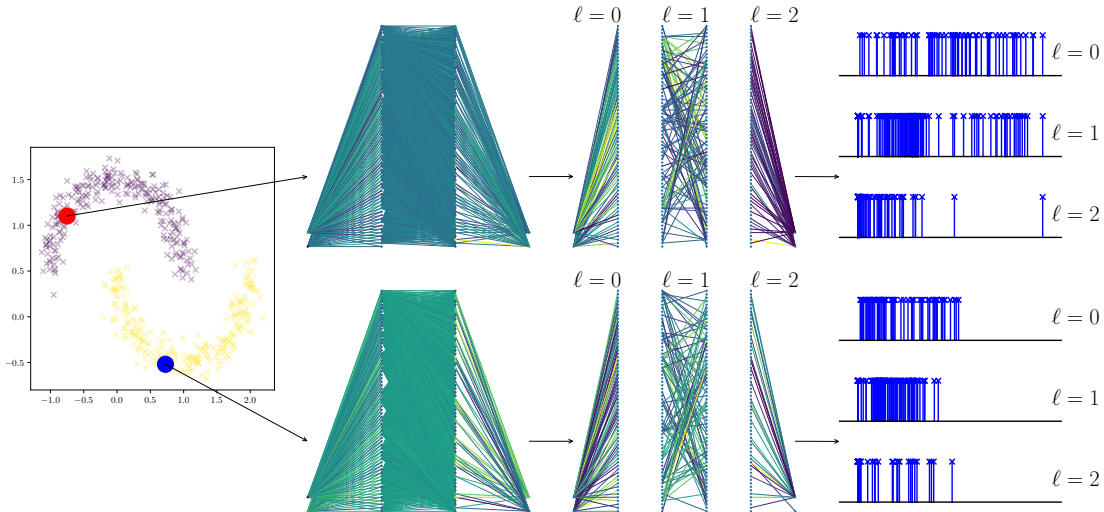 ℓ = 0 ℓ = 1 ℓ = 2
ℓ = 0
ℓ = 1
ℓ = 2
1.5
1.0
0.5
0.0
−0.5
−1.0 −0.5 0.0 0.5 1.0 1.5 2.0
ℓ = 0 ℓ = 1 ℓ = 2
ℓ = 0
ℓ = 1
ℓ = 2